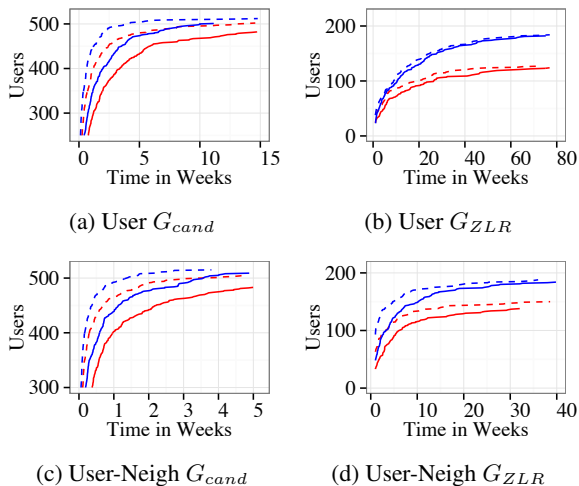 500
400
300
Users
0
5
10
15
Time in Weeks
(a) User G_cand
200
100
0
Users
0
20
40
60
80
Time in Weeks
(b) User G_ZLR
500
400
300
Users
0
1
2
3
4
5
Time in Weeks
(c) User-Neigh G_cand
200
100
0
Users
0
10
20
30
40
Time in Weeks
(d) User-Neigh G_ZLR